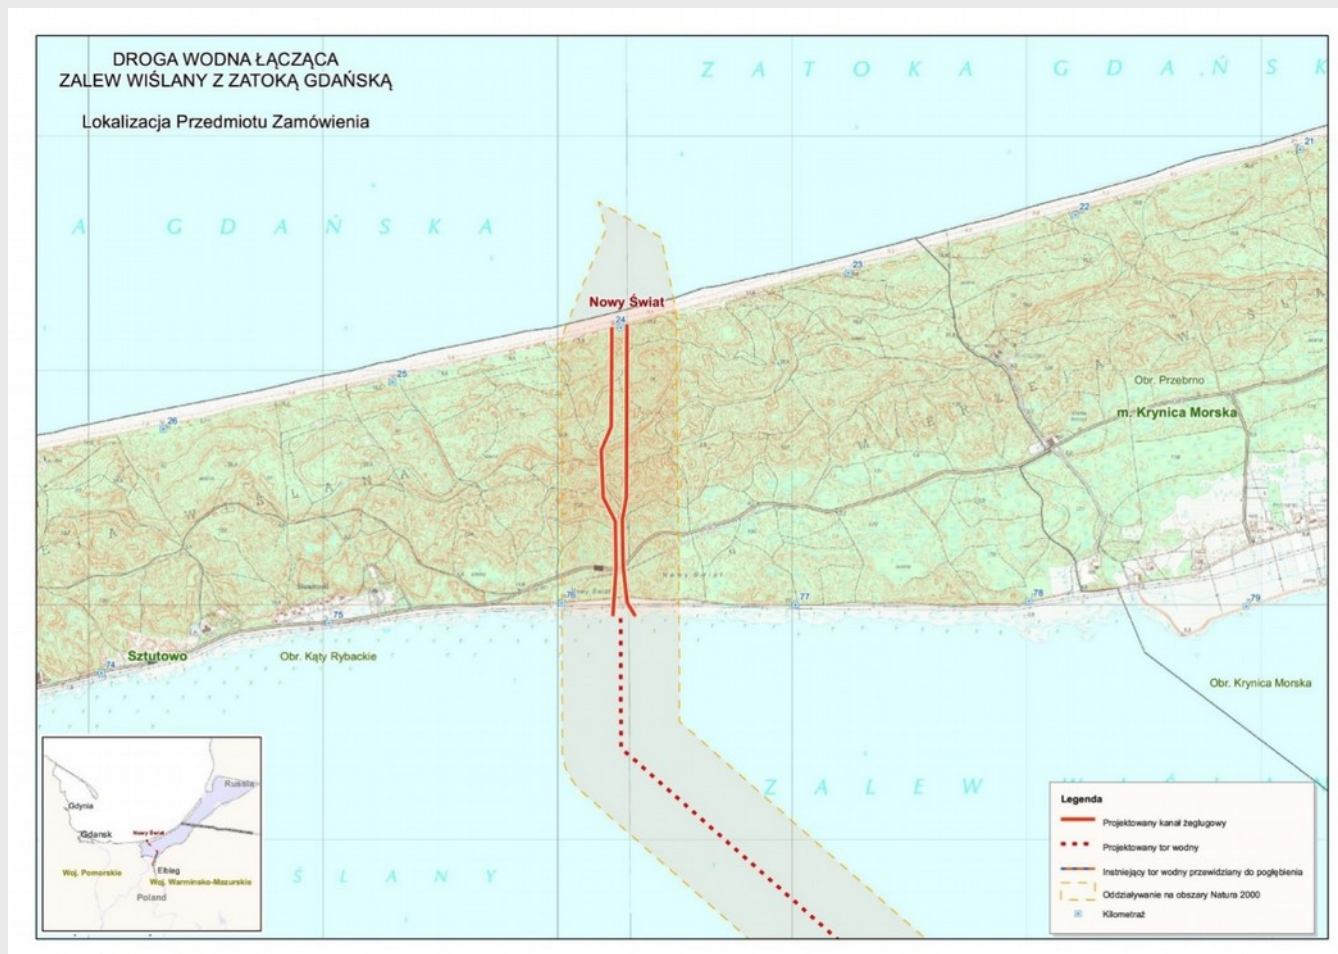 DROGA WODNA ŁĄCZĄCA
ZALEW WIŚLANY Z ZATOKĄ GDAŃSKĄ
Lokalizacja Przedmiotu Zamówienia
Z A T O K A G D A Ń S K
A G D A Ń S K A
21
22
23
Nowy Świat
24
25
26
Obr. Przebrno
m. Krynica Morska
M I E R Z E J A W I Ś L A
E J A W I Ś L A N A
Nowy Świat
76
77
78
79
75
74
Sztutowo
Obr. Kąty Rybackie
Obr. Krynica Morska
Z A L E W W I Ś L A N
Ś L A N Y
Russia
Gdynia
Gdansk
Nowy Świat
Elbląg
Woj. Pomorskie
Woj. Warmińsko-Mazurskie
Poland
Legenda
Projektowany kanał żeglugowy
Projektowany tor wodny
Instniejący tor wodny przewidziany do pogłębienia
Oddziaływanie na obszary Natura 2000
Kilometraż